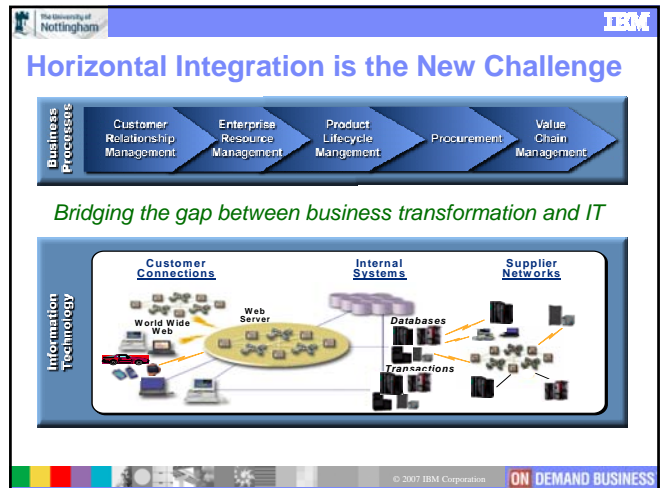 The University of
Nottingham
IBM
Horizontal Integration is the New Challenge
Business
Processes
Customer
Relationship
Management
Enterprise
Resource
Management
Product
Lifecycle
Mangement
Procurement
Value
Chain
Management
Bridging the gap between business transformation and IT
Information
Technology
Customer
Connections
Internal
Systems
Supplier
Networks
World Wide
Web
Web
Server
Databases
Transactions
© 2007 IBM Corporation
ON DEMAND BUSINESS